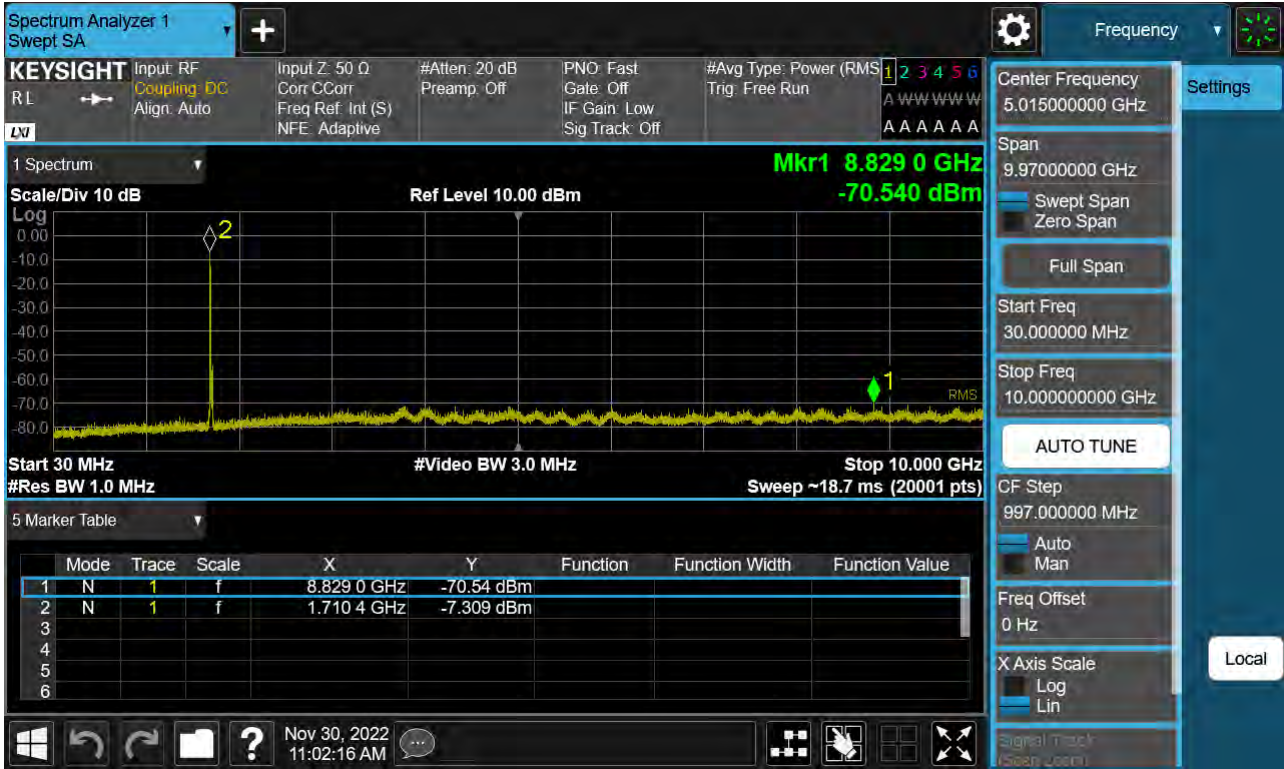 Spectrum Analyzer 1
Swept SA
+
Frequency
KEYSIGHT
RL
LXI
Input: RF
Coupling: DC
Align: Auto
Input Z: 50 Ω
Corr CCorr
Freq Ref: Int (S)
NFE: Adaptive
#Atten: 20 dB
Preamp: Off
PNO: Fast
Gate: Off
IF Gain: Low
Sig Track: Off
#Avg Type: Power (RMS
Trig: Free Run
1 2 3 4 5 6
A W W W W W
A A A A A A
1 Spectrum
Mkr1 8.829 0 GHz
-70.540 dBm
Scale/Div 10 dB
Ref Level 10.00 dBm
Log
0.00
-10.0
-20.0
-30.0
-40.0
-50.0
-60.0
-70.0
-80.0
2
1
RMS
Start 30 MHz
#Video BW 3.0 MHz
Stop 10.000 GHz
#Res BW 1.0 MHz
Sweep ~18.7 ms (20001 pts)
5 Marker Table
Mode Trace Scale X Y Function Function Width Function Value
1 N 1 f 8.829 0 GHz -70.54 dBm
2 N 1 f 1.710 4 GHz -7.309 dBm
3
4
5
6
Center Frequency
5.015000000 GHz
Span
9.97000000 GHz
Swept Span
Zero Span
Full Span
Start Freq
30.000000 MHz
Stop Freq
10.000000000 GHz
AUTO TUNE
CF Step
997.000000 MHz
Auto
Man
Freq Offset
0 Hz
X Axis Scale
Log
Lin
Signal Track
(Span Zoom)
Settings
Local
?
Nov 30, 2022
11:02:16 AM